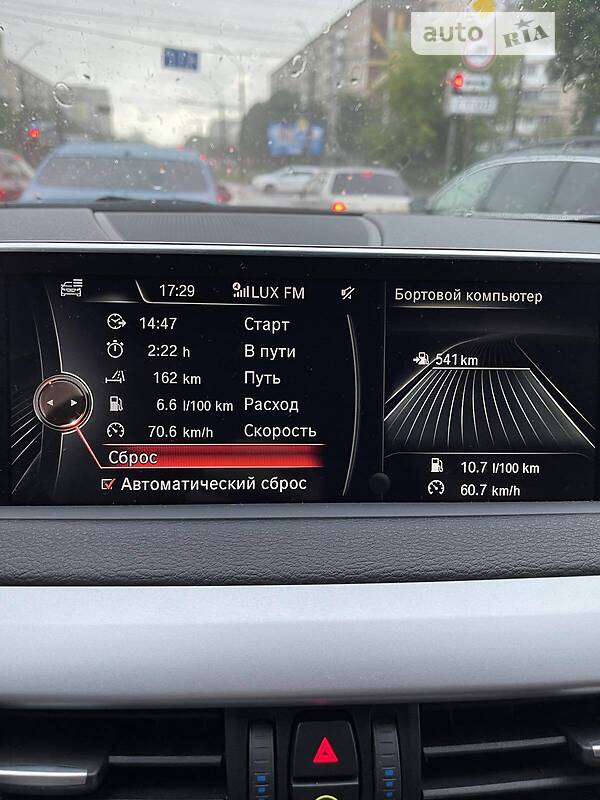 auto RIA
17:29 LUX FM
Бортовой компьютер
14:47 Старт
2:22 h В пути
162 km Путь
6.6 l/100 km Расход
70.6 km/h Скорость
Сброс
Автоматический сброс
541 km
10.7 l/100 km
60.7 km/h